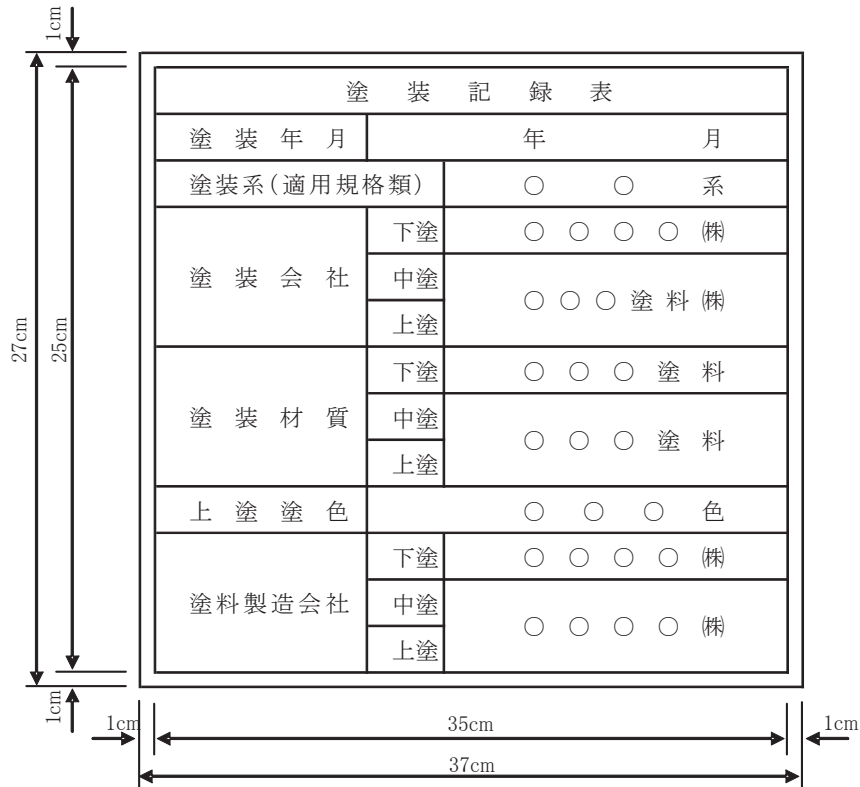 1cm
塗装記録表
塗装年月 年 月
塗装系(適用規格類) ○○系
塗装会社 下塗 ○○○○㈱
中塗 ○○○塗料㈱
上塗
塗装材質 下塗 ○○○塗料
中塗 ○○○塗料
上塗
上塗塗色 ○○○色
塗料製造会社 下塗 ○○○○㈱
中塗 ○○○○㈱
上塗
27cm
25cm
1cm
1cm
35cm
1cm
37cm